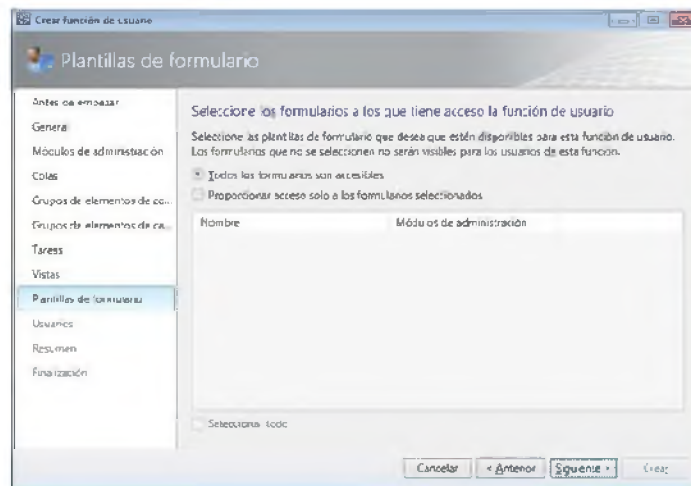 Crear función de usuario
Plantillas de formulario
Antes de empezar
General
Módulos de administración
Colas
Grupos de elementos de co...
Grupos de elementos de ca...
Tareas
Vistas
Plantillas de formulario
Usuarios
Resumen
Finalización
Seleccione los formularios a los que tiene acceso la función de usuario
Seleccione las plantillas de formulario que desea que estén disponibles para esta función de usuario.
Los formularios que no se seleccionen no serán visibles para los usuarios de esta función.
Todos los formularios son accesibles
Proporcionar acceso solo a los formularios seleccionados
Nombre Módulos de administración
Seleccionar todo
Cancelar < Anterior Siguiente > Crear